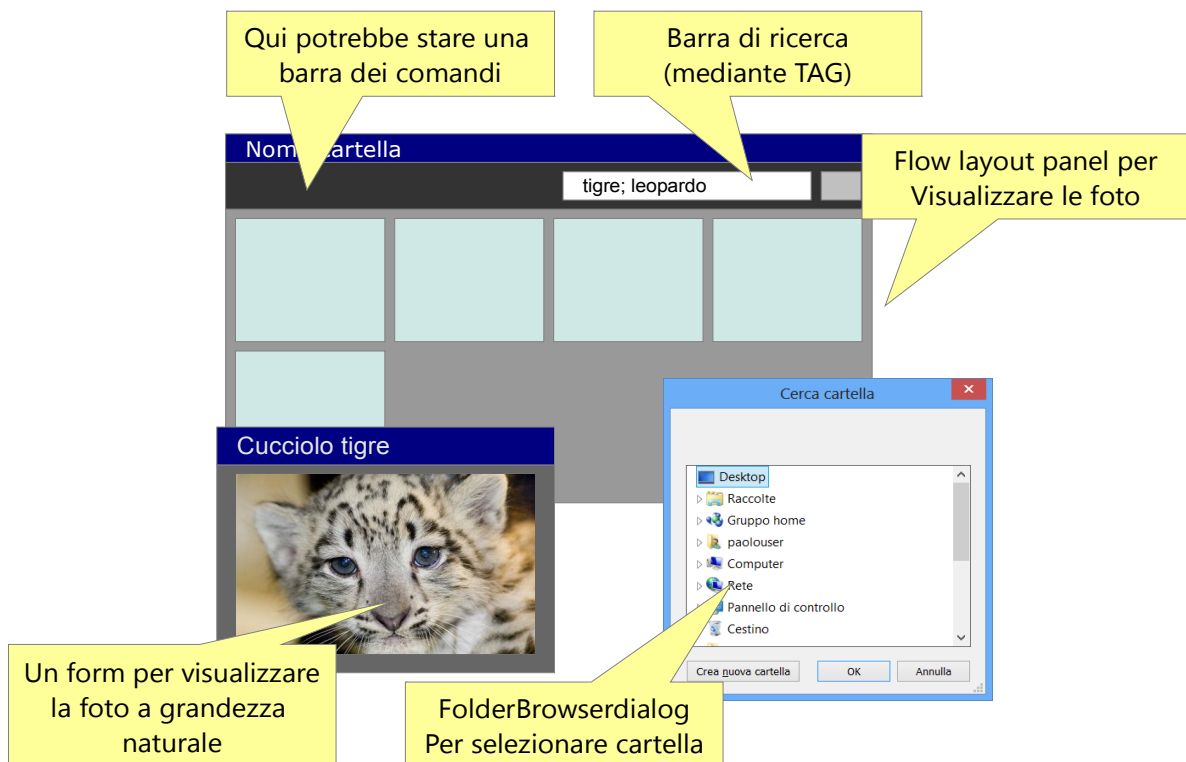 Qui potrebbe stare una
barra dei comandi
Barra di ricerca
(mediante TAG)
Flow layout panel per
Visualizzare le foto
tigre; leopardo
Cucciolo tigre
Un form per visualizzare
la foto a grandezza
naturale
Cerca cartella
Desktop
Raccolte
Gruppo home
paolouser
Computer
Rete
Pannello di controllo
Cestino
Crea nuova cartella
OK
Annulla
FolderBrowserdialog
Per selezionare cartella